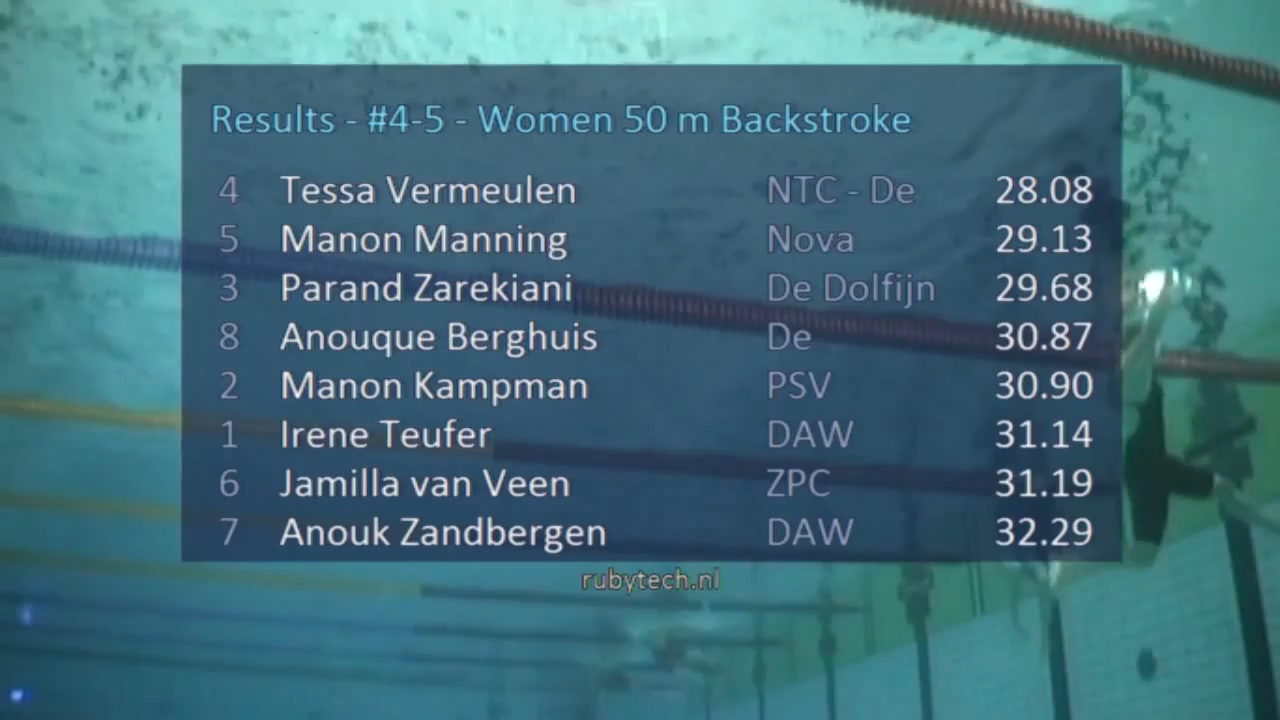 Results - #4-5 - Women 50 m Backstroke
4 Tessa Vermeulen NTC - De 28.08
5 Manon Manning Nova 29.13
3 Parand Zarekiani De Dolfijn 29.68
8 Anouque Berghuis De 30.87
2 Manon Kampman PSV 30.90
1 Irene Teufer DAW 31.14
6 Jamilla van Veen ZPC 31.19
7 Anouk Zandbergen DAW 32.29
rubytech.nl